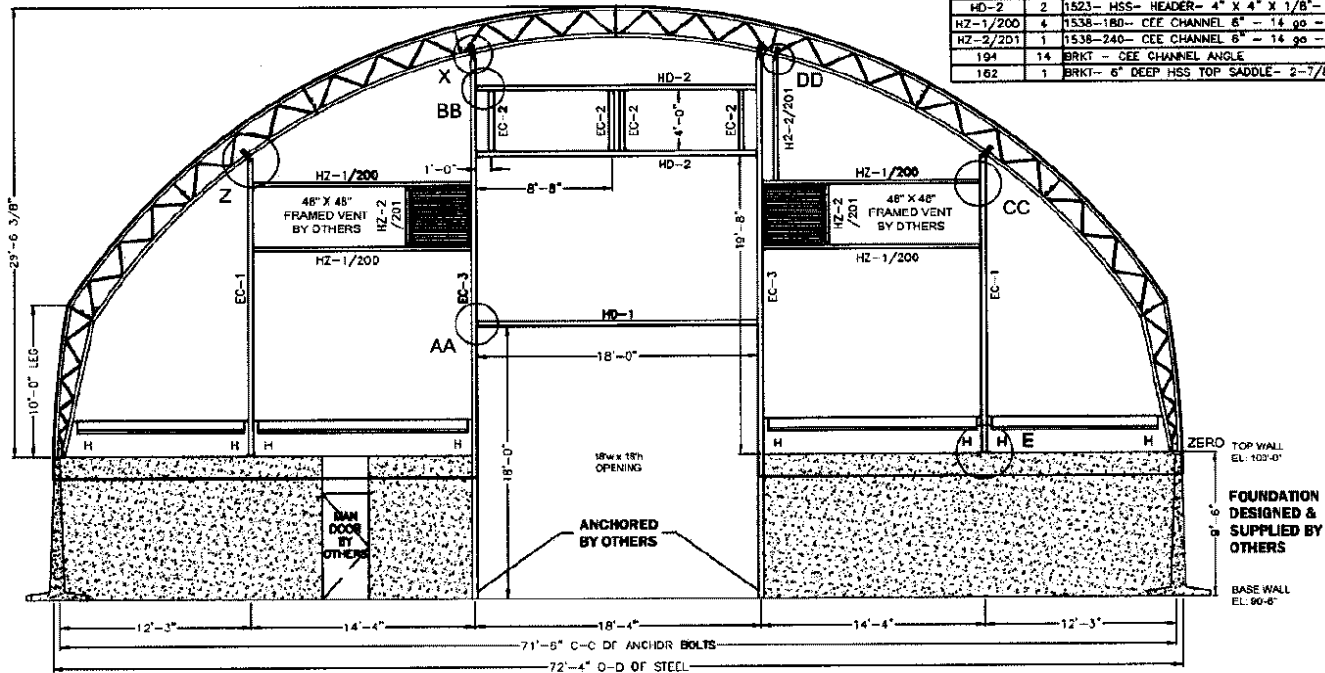 HD-2 2 1523- HSS- HEADER- 4" X 4" X 1/8"-
HZ-1/200 4 1538-180- CEE CHANNEL 6" - 14 ga -
HZ-2/201 1 1538-240- CEE CHANNEL 6" - 14 ga -
194 14 BRKT - CEE CHANNEL ANGLE
162 1 BRKT- 6" DEEP HSS TOP SADDLE- 2-7/8
X
DD
HD-2
BB
EC-2
EC-2
EC-2
4'-0"
EC-2
HZ-2/201
HD-2
1'-0"
8'-8"
Z
HZ-1/200
HZ-1/200
CC
48" X 48"
FRAMED VENT
BY OTHERS
HZ-2
/201
HZ-2
/201
48" X 48"
FRAMED VENT
BY OTHERS
HZ-1/200
HZ-1/200
29'-6 3/8"
EC-1
EC-3
EC-3
EC-1
HD-1
AA
18'-0"
10'-0" LEG
H
H
H
H
H
H
H
H
E
ZERO
TOP WALL
EL: 100'-0"
18'-0"
18'w x 18'h
OPENING
MAN
DOOR
BY
OTHERS
ANCHORED
BY OTHERS
FOUNDATION
DESIGNED &
SUPPLIED BY
OTHERS
9'-6"
BASE WALL
EL: 90'-6"
12'-3"
14'-4"
18'-4"
14'-4"
12'-3"
71'-6" C-C OF ANCHOR BOLTS
72'-4" O-D OF STEEL